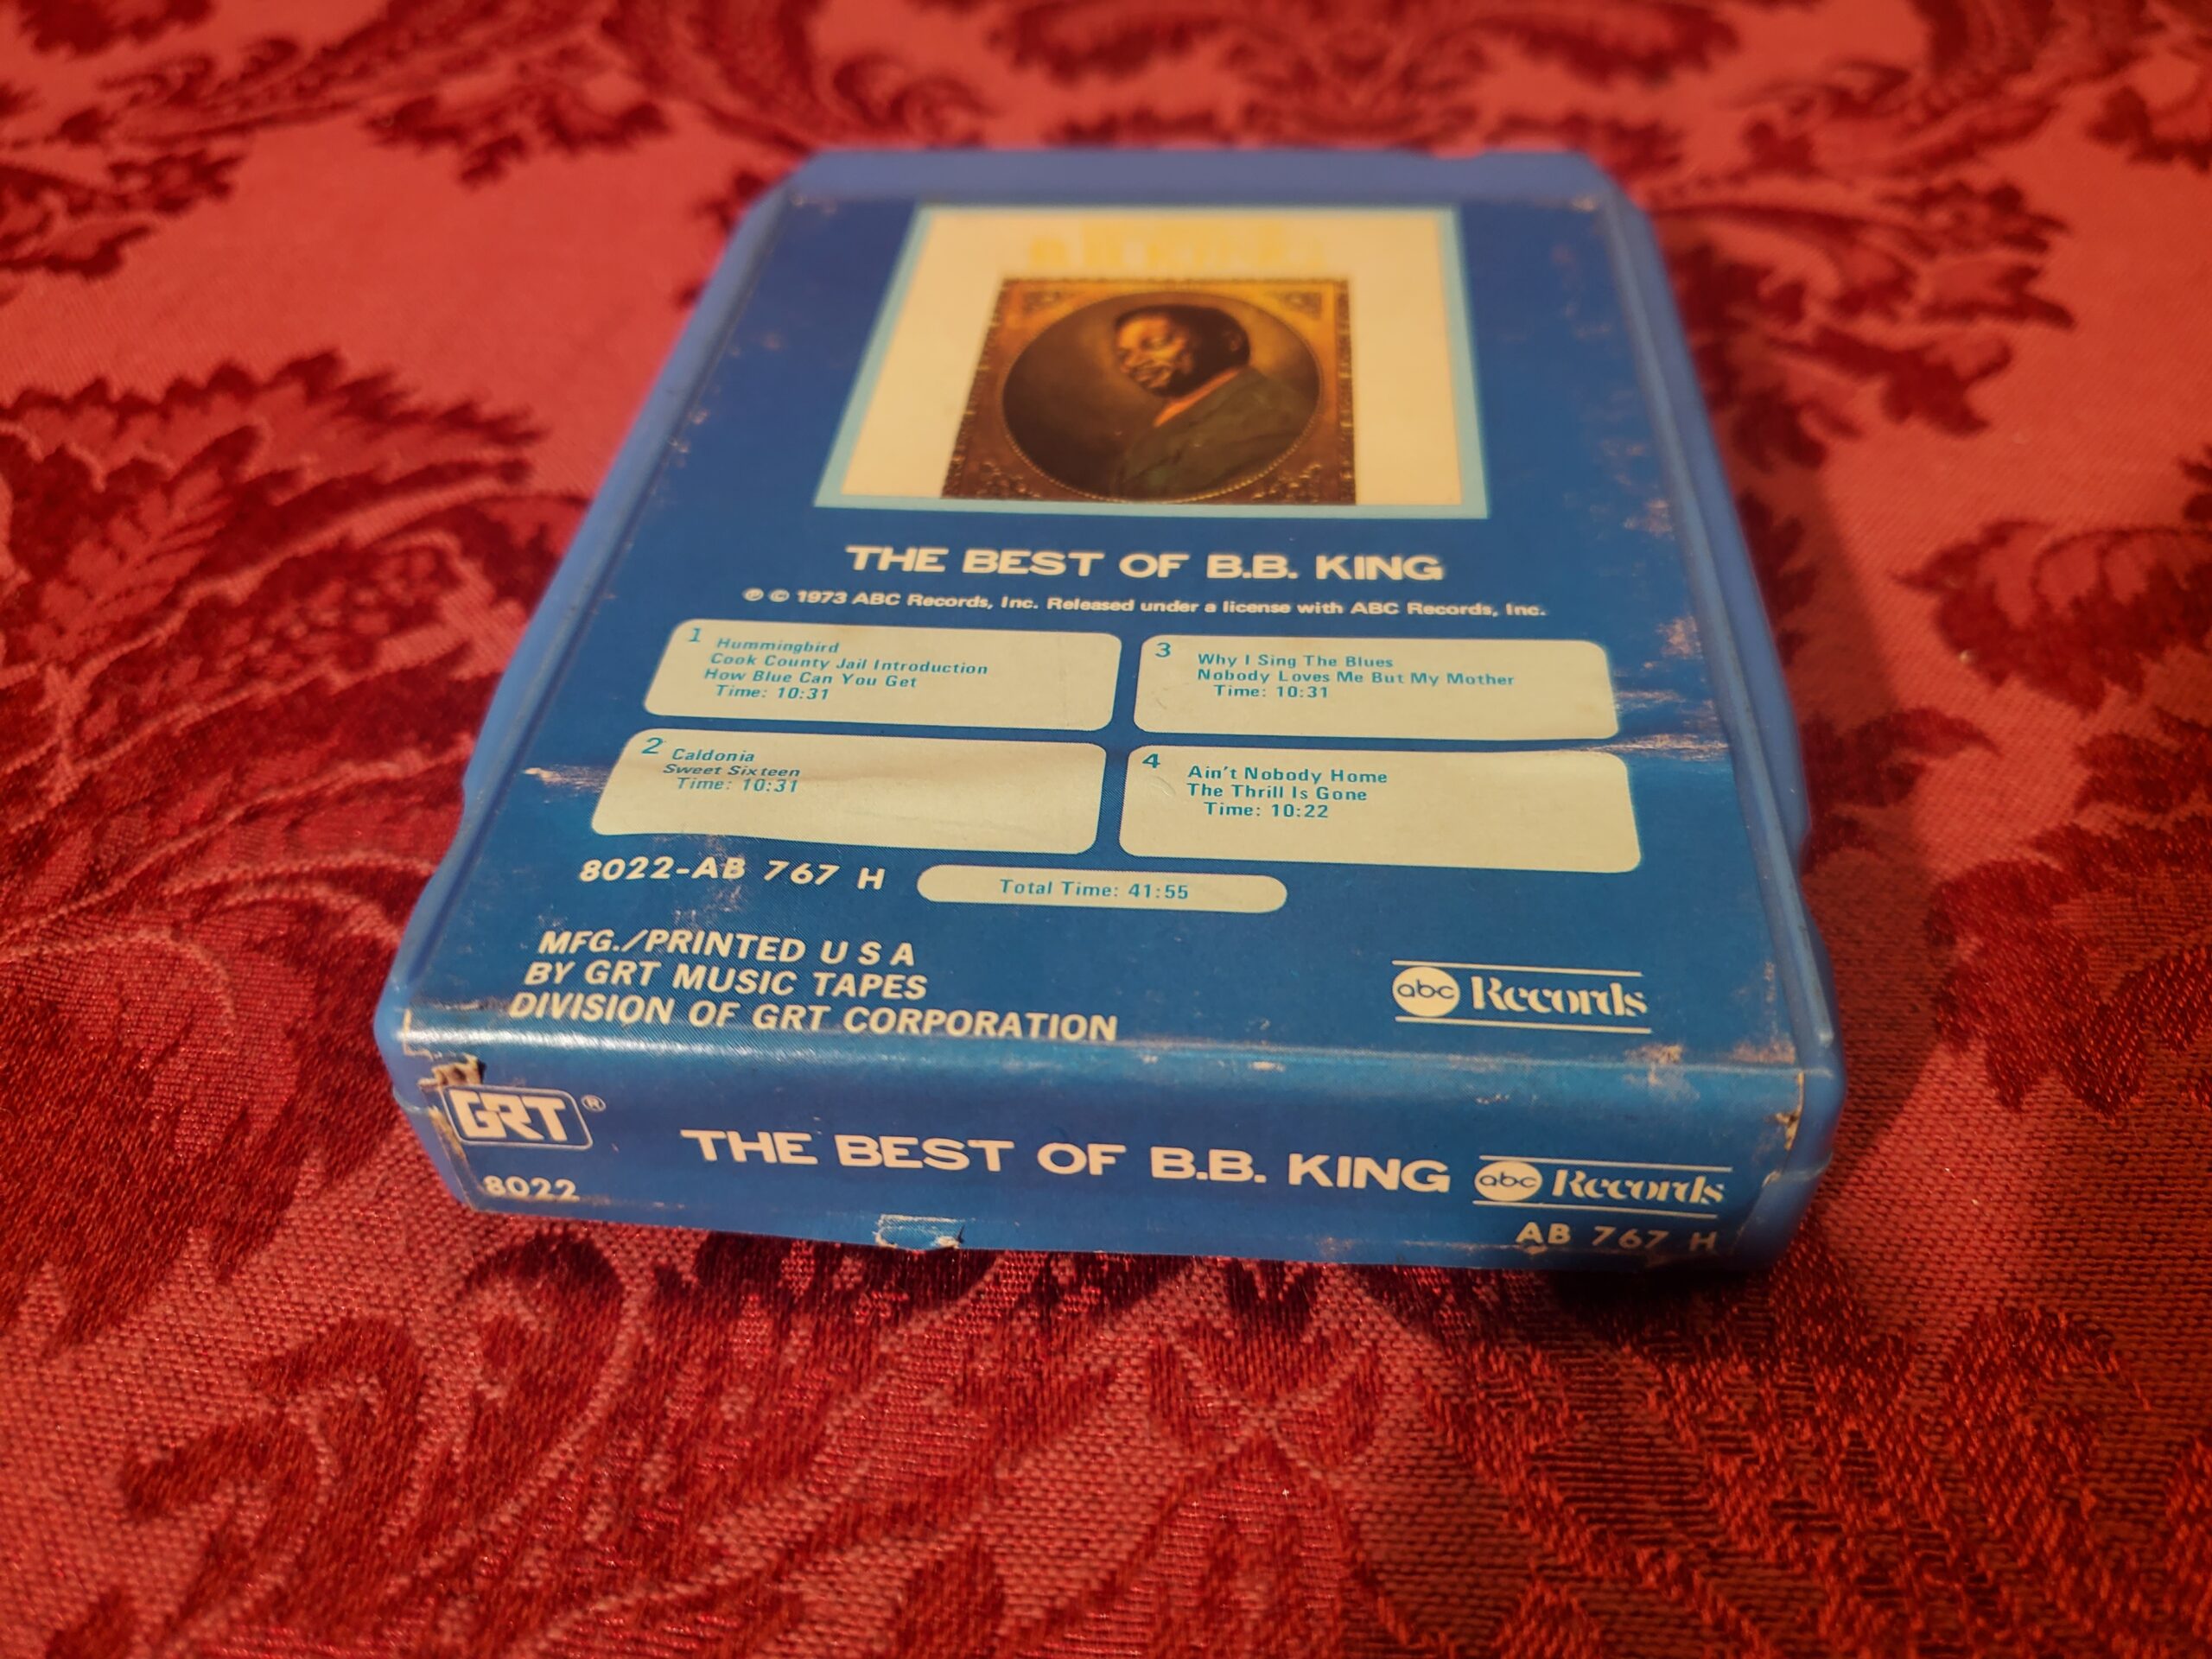 THE BEST OF B.B. KING
℗ © 1973 ABC Records, Inc. Released under a license with ABC Records, Inc.
1 Hummingbird
Cook County Jail Introduction
How Blue Can You Get
Time: 10:31
2 Caldonia
Sweet Sixteen
Time: 10:31
3 Why I Sing The Blues
Nobody Loves Me But My Mother
Time: 10:31
4 Ain't Nobody Home
The Thrill Is Gone
Time: 10:22
8022-AB 767 H
Total Time: 41:55
MFG./PRINTED U S A
BY GRT MUSIC TAPES
DIVISION OF GRT CORPORATION
abc Records
GRT®
THE BEST OF B.B. KING
abc Records
8022
AB 767 H